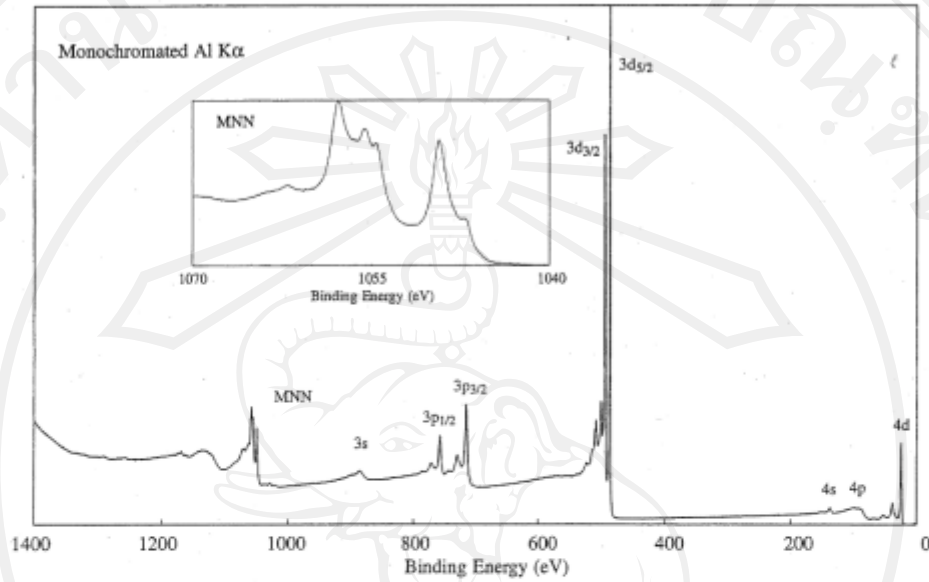 Monochromated Al Kα
3d5/2
MNN
3d3/2
1070 1055 1040
Binding Energy (eV)
MNN
3p3/2
3p1/2
3s
4d
4s
4p
1400 1200 1000 800 600 400 200 0
Binding Energy (eV)